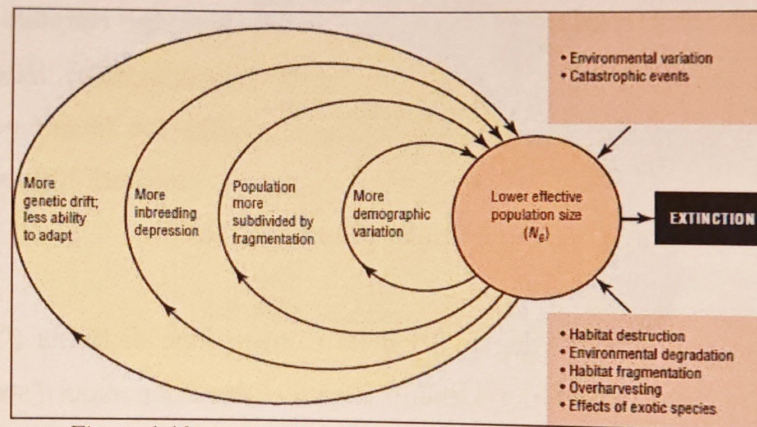 • Environmental variation
• Catastrophic events
More
genetic drift;
less ability
to adapt
More
inbreeding
depression
Population
more
subdivided by
fragmentation
More
demographic
variation
Lower effective
population size
(Ne)
EXTINCTION
• Habitat destruction
• Environmental degradation
• Habitat fragmentation
• Overharvesting
• Effects of exotic species